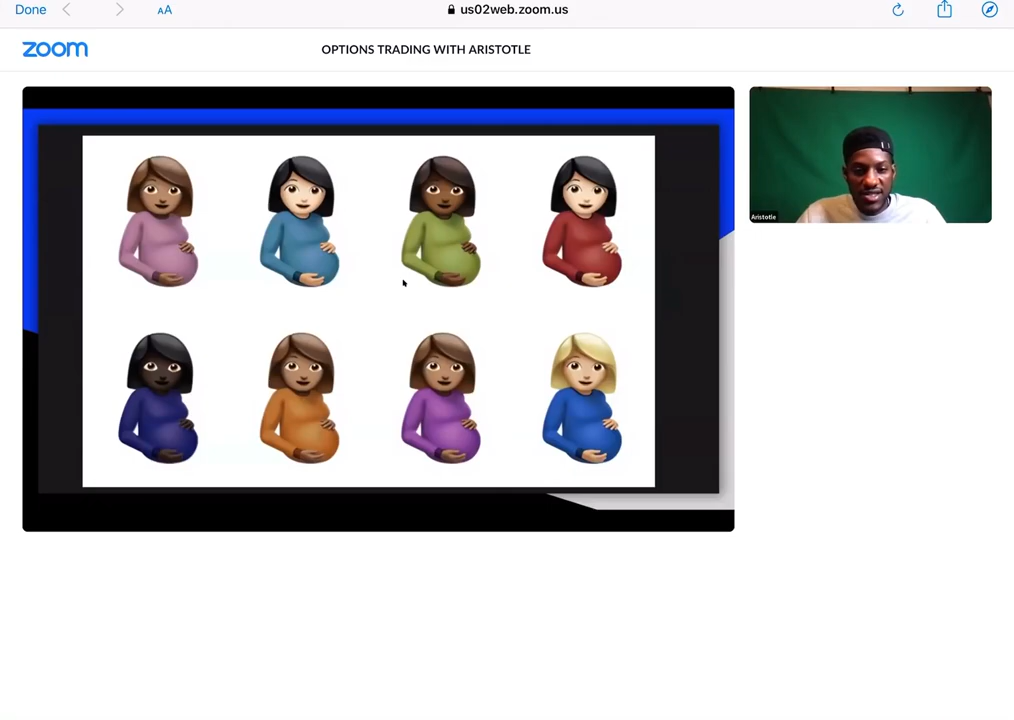 Done
AA
us02web.zoom.us
zoom
OPTIONS TRADING WITH ARISTOTLE
Aristotle